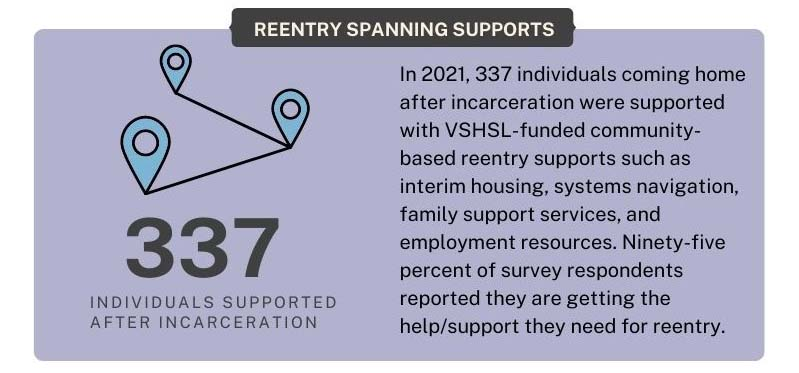 REENTRY SPANNING SUPPORTS
337
INDIVIDUALS SUPPORTED
AFTER INCARCERATION
In 2021, 337 individuals coming home
after incarceration were supported
with VSHSL-funded community-
based reentry supports such as
interim housing, systems navigation,
family support services, and
employment resources. Ninety-five
percent of survey respondents
reported they are getting the
help/support they need for reentry.